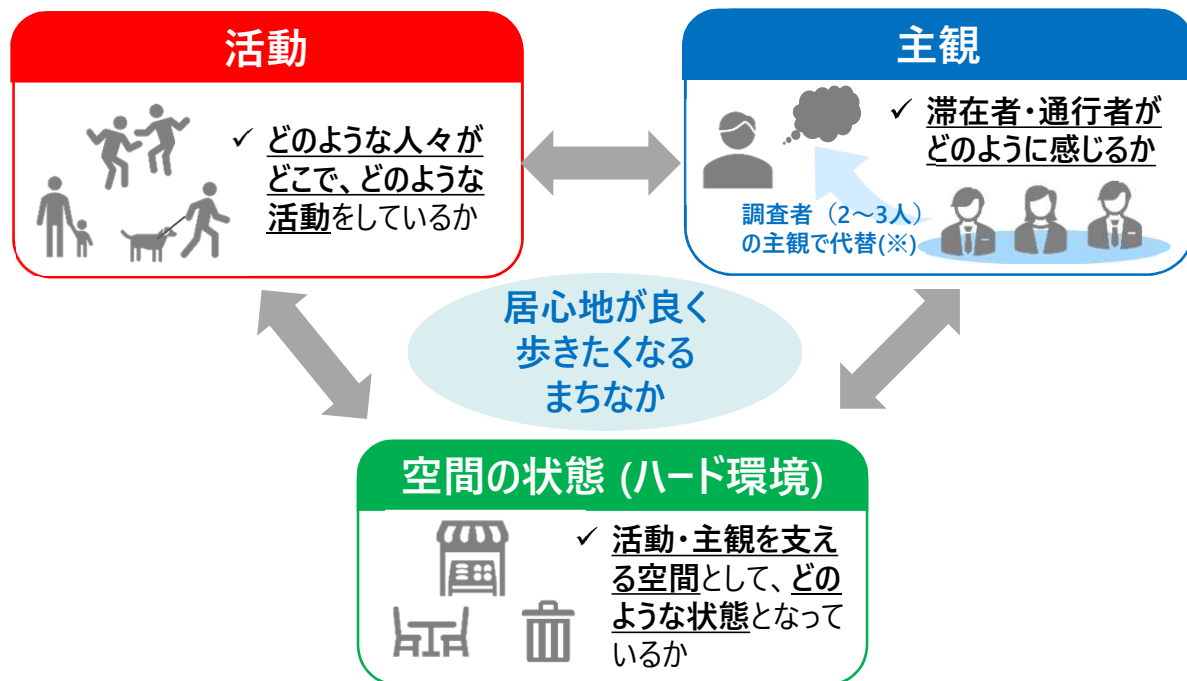 活動
✓ どのような人々が
どこで、どのような
活動をしているか
主観
✓ 滞在者・通行者が
どのように感じるか
調査者（2～3人）
の主観で代替(※)
居心地が良く
歩きたくなる
まちなか
空間の状態 (ハード環境)
✓ 活動・主観を支え
る空間として、どの
ような状態となって
いるか